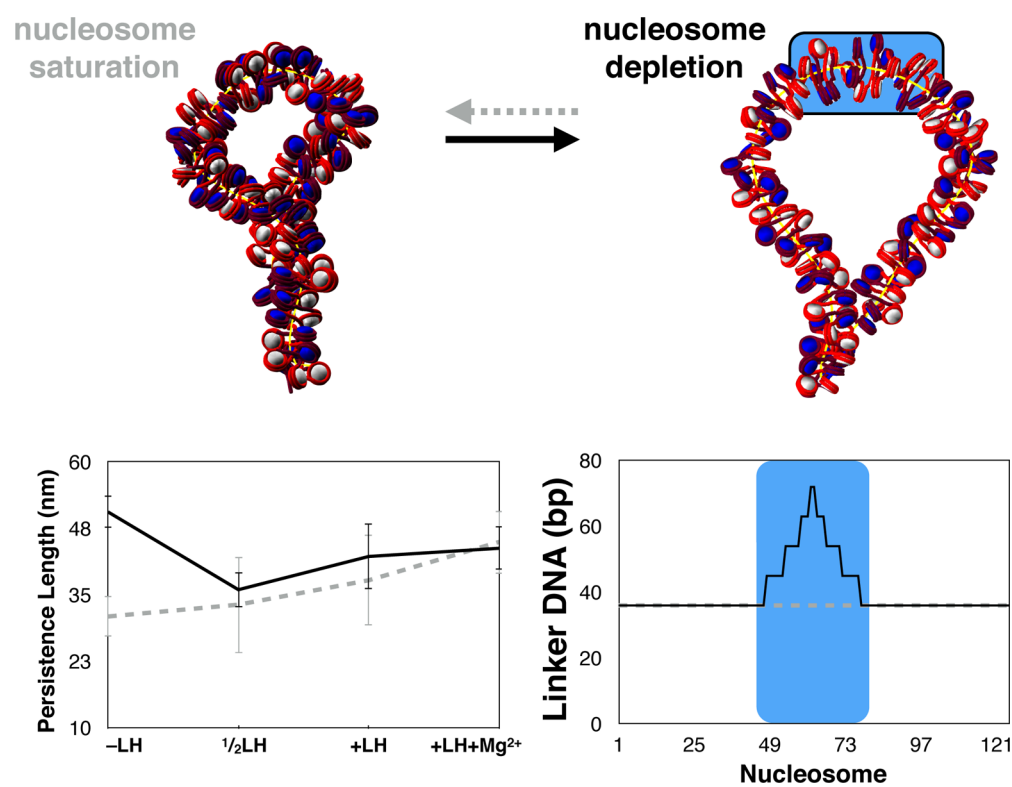 nucleosome
saturation
nucleosome
depletion
Persistence Length (nm)
60
48
35
23
10
–LH
½LH
+LH
+LH+Mg²⁺
Linker DNA (bp)
80
60
40
20
0
1
25
49
73
97
121
Nucleosome